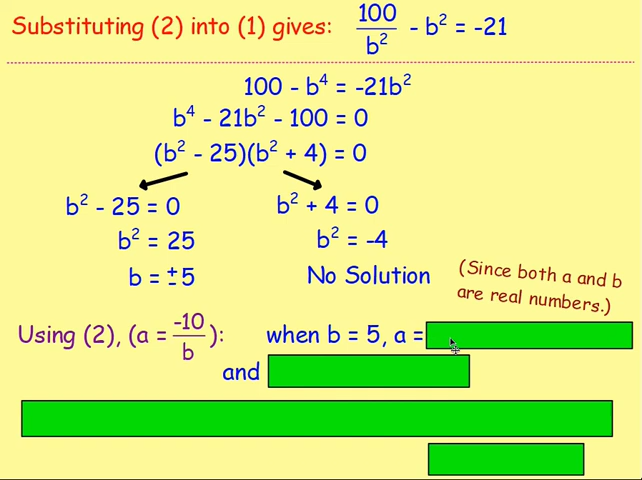 Substituting (2) into (1) gives: 100/b² - b² = -21
100 - b⁴ = -21b²
b⁴ - 21b² - 100 = 0
(b² - 25)(b² + 4) = 0
b² - 25 = 0
b² = 25
b = ±5
b² + 4 = 0
b² = -4
No Solution
(Since both a and b
are real numbers.)
Using (2), (a = -10/b): when b = 5, a =
and